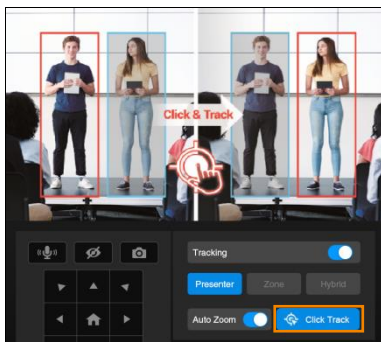 Click & Track
Tracking
Presenter
Zone
Hybrid
Auto Zoom
Click Track